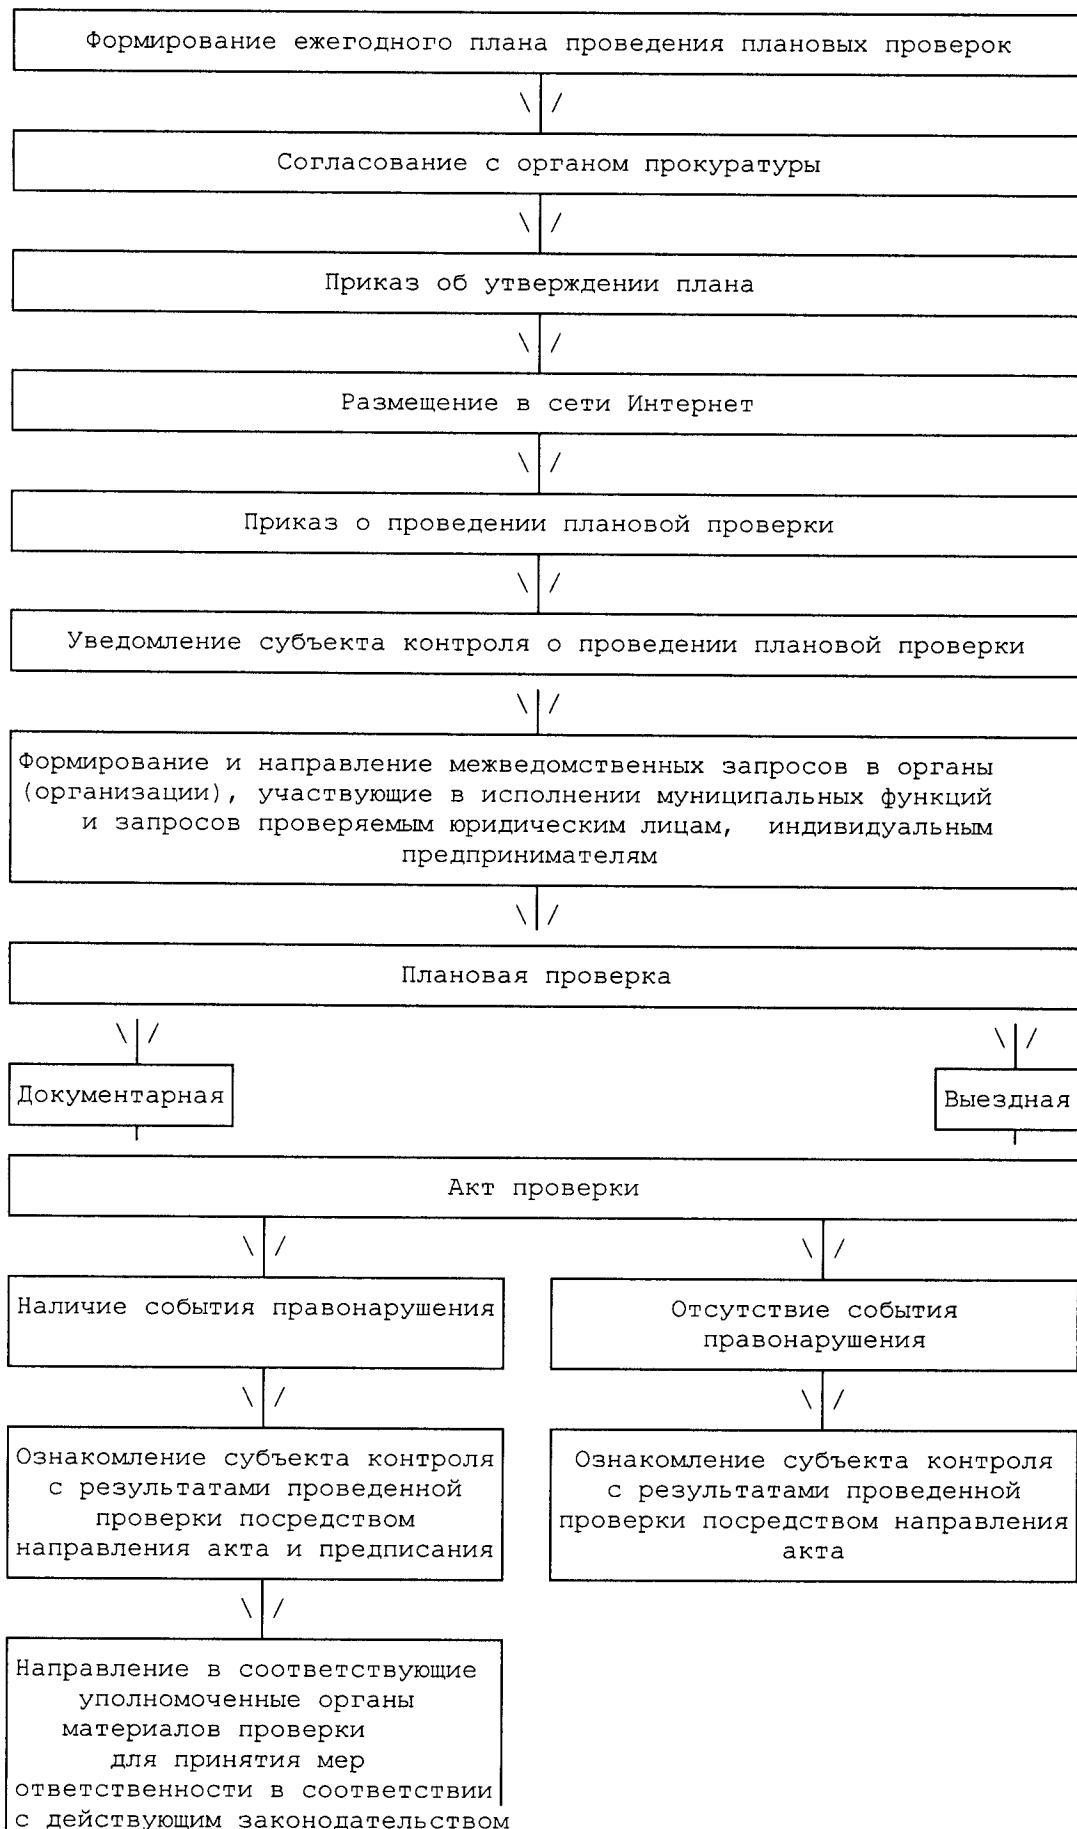 Формирование ежегодного плана проведения плановых проверок
Согласование с органом прокуратуры
Приказ об утверждении плана
Размещение в сети Интернет
Приказ о проведении плановой проверки
Уведомление субъекта контроля о проведении плановой проверки
Формирование и направление межведомственных запросов в органы
(организации), участвующие в исполнении муниципальных функций
и запросов проверяемым юридическим лицам, индивидуальным
предпринимателям
Плановая проверка
Документарная
Выездная
Акт проверки
Наличие события правонарушения
Отсутствие события
правонарушения
Ознакомление субъекта контроля
с результатами проведенной
проверки посредством
направления акта и предписания
Ознакомление субъекта контроля
с результатами проведенной
проверки посредством направления
акта
Направление в соответствующие
уполномоченные органы
материалов проверки
для принятия мер
ответственности в соответствии
с действующим законодательством